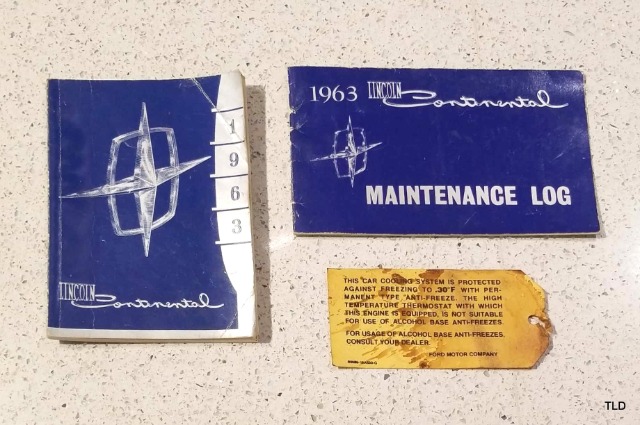 1
9
6
3
LINCOLN Continental
1963 LINCOLN Continental
MAINTENANCE LOG
THIS CAR COOLING SYSTEM IS PROTECTED
AGAINST FREEZING TO -30° WITH PER-
MANENT TYPE ANTI-FREEZE. THE HIGH
TEMPERATURE THERMOSTAT WITH WHICH
THIS ENGINE IS EQUIPPED, IS NOT SUITABLE
FOR USE OF ALCOHOL BASE ANTI-FREEZES.
FOR USAGE OF ALCOHOL BASE ANTI-FREEZES,
CONSULT YOUR DEALER.
FORD MOTOR COMPANY
TLD